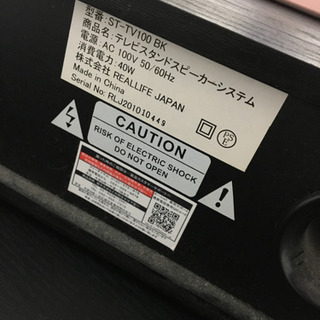 型番: ST-TV100 BK
品名: テレビスタンドスピーカーシステム
電源: AC 100V 50/60Hz
消費電力: 40W
株式会社 REALLIFE JAPAN
Made in China
Serial No: RLJ201010449
CAUTION
RISK OF ELECTRIC SHOCK
DO NOT OPEN